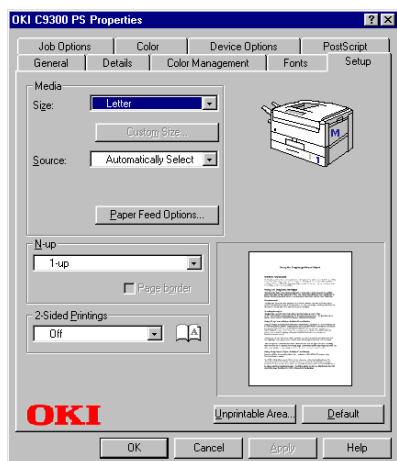 OKI C9300 PS Properties
Job Options Color Device Options PostScript
General Details Color Management Fonts Setup
Media
Size: Letter
Custom Size...
Source: Automatically Select
Paper Feed Options...
M
1
N-up
1-up
Page border
2-Sided Printings
Off
A
OKI
Unprintable Area... Default
OK Cancel Apply Help